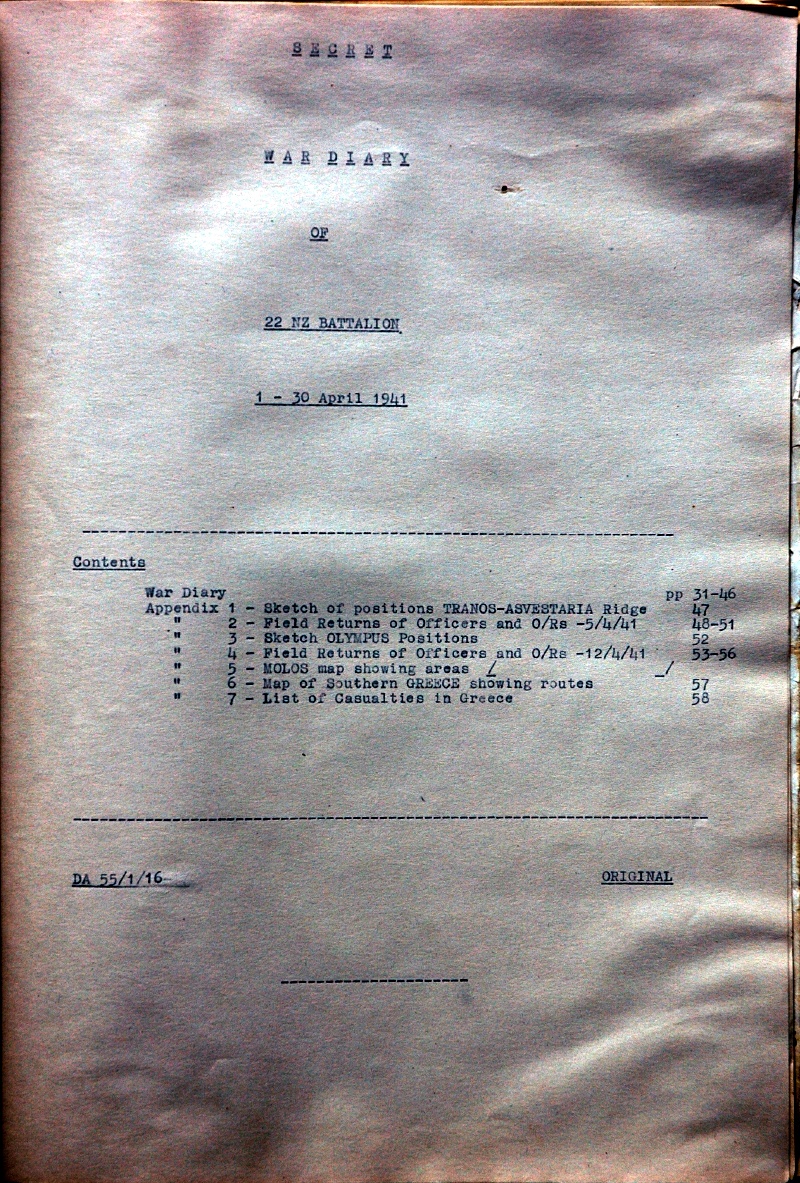 SECRET
WAR DIARY
OF
22 NZ BATTALION
1 - 30 April 1941
Contents
War Diary pp 31-46
Appendix 1 - Sketch of positions TRANOS-ASVESTARIA Ridge 47
" 2 - Field Returns of Officers and O/Rs -5/4/41 48-51
" 3 - Sketch OLYMPUS Positions 52
" 4 - Field Returns of Officers and O/Rs -12/4/41 53-56
" 5 - MOLOS map showing areas / _/
" 6 - Map of Southern GREECE showing routes 57
" 7 - List of Casualties in Greece 58
DA 55/1/16 ORIGINAL